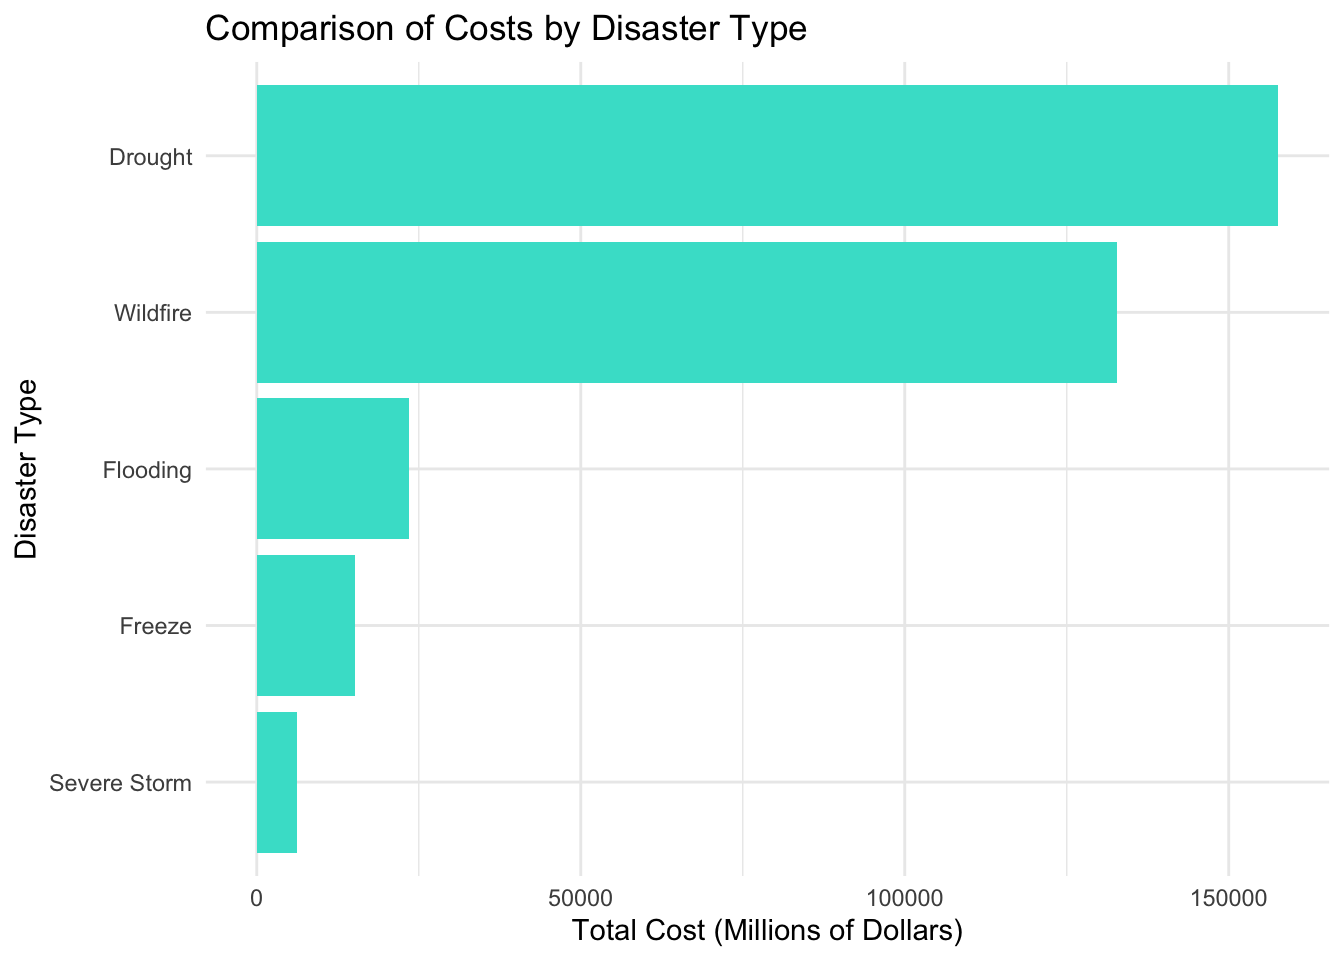 Comparison of Costs by Disaster Type
Disaster Type
Drought
Wildfire
Flooding
Freeze
Severe Storm
0 50000 100000 150000
Total Cost (Millions of Dollars)